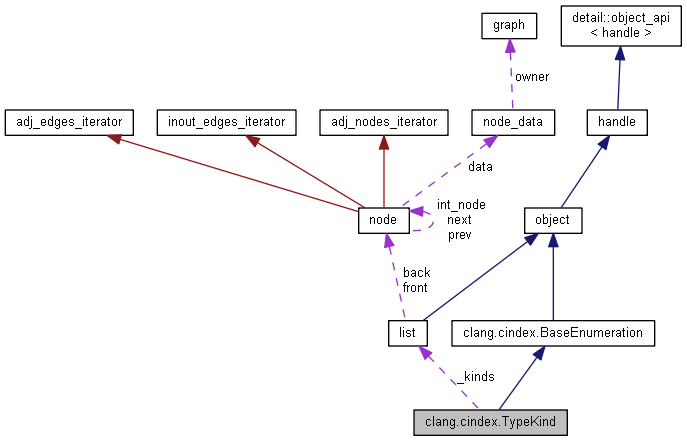 detail::object_api
< handle >
graph
owner
adj_edges_iterator
inout_edges_iterator
adj_nodes_iterator
node_data
handle
data
node
int_node
next
prev
object
back
front
list
clang.cindex.BaseEnumeration
_kinds
clang.cindex.TypeKind